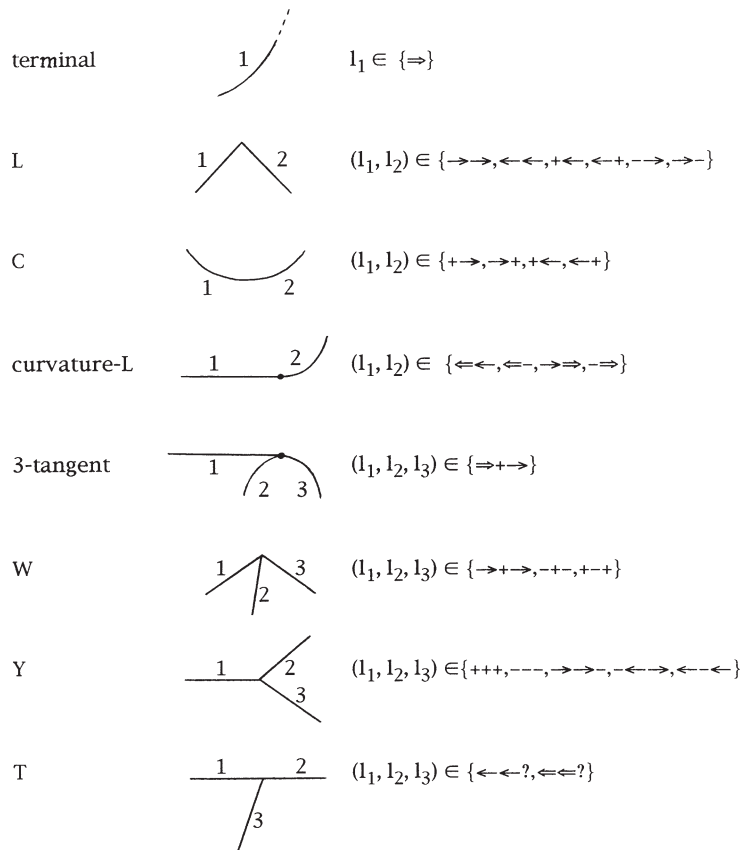 terminal 1 l₁ ∈ {⇒}
L 1 2 (l₁, l₂) ∈ {→→,←←,+←,←+,-→,→-}
C 1 2 (l₁, l₂) ∈ {+→,→+,+←,←+}
curvature-L 1 2 (l₁, l₂) ∈ {⇐←,⇐-,→⇒,-⇒}
3-tangent 1 2 3 (l₁, l₂, l₃) ∈ {⇒+→}
W 1 2 3 (l₁, l₂, l₃) ∈ {→+→,-+-,+-+}
Y 1 2 3 (l₁, l₂, l₃) ∈{+++,---,→→-,-←→,←-←}
T 1 2 3 (l₁, l₂, l₃) ∈ {←←?,⇐⇐?}